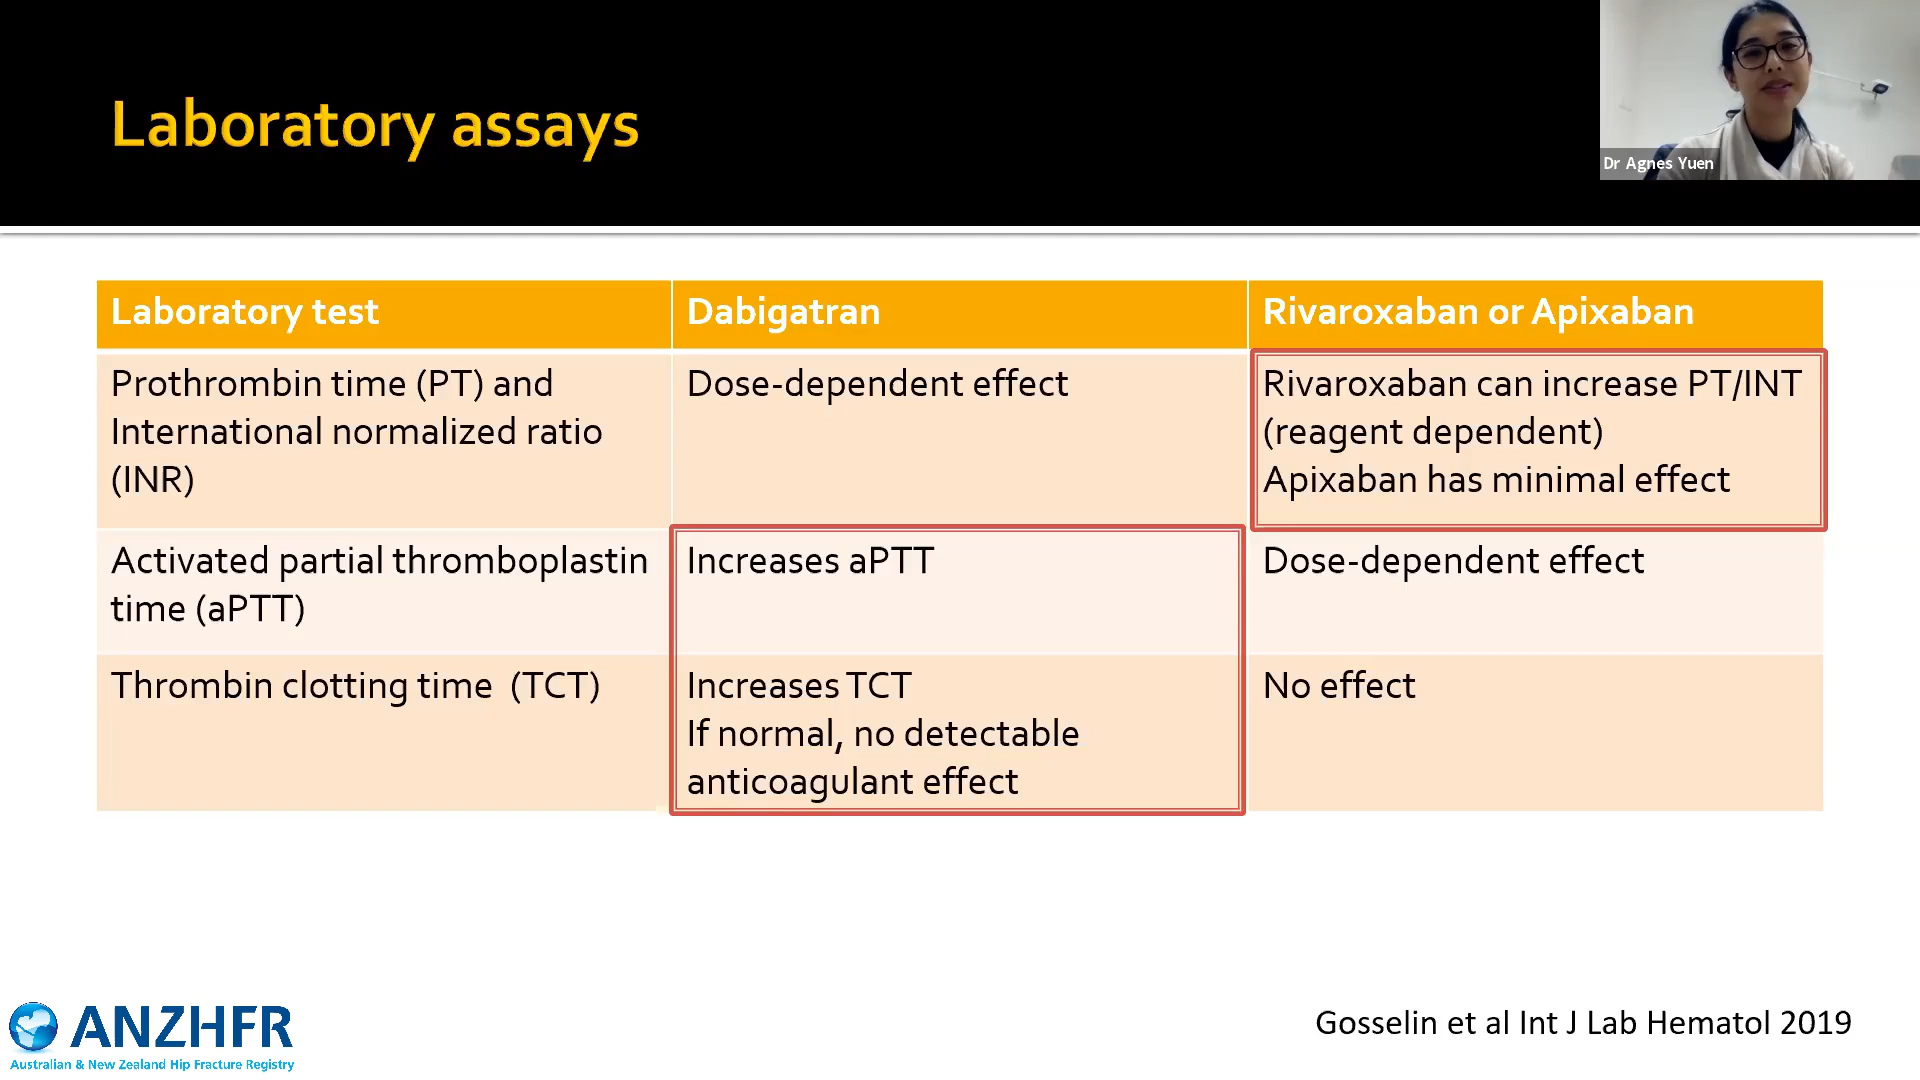 Laboratory assays
Dr Agnes Yuen
Laboratory test
Dabigatran
Rivaroxaban or Apixaban
Prothrombin time (PT) and
International normalized ratio
(INR)
Dose-dependent effect
Rivaroxaban can increase PT/INT
(reagent dependent)
Apixaban has minimal effect
Activated partial thromboplastin
time (aPTT)
Increases aPTT
Dose-dependent effect
Thrombin clotting time (TCT)
Increases TCT
If normal, no detectable
anticoagulant effect
No effect
ANZHFR
Australian & New Zealand Hip Fracture Registry
Gosselin et al Int J Lab Hematol 2019